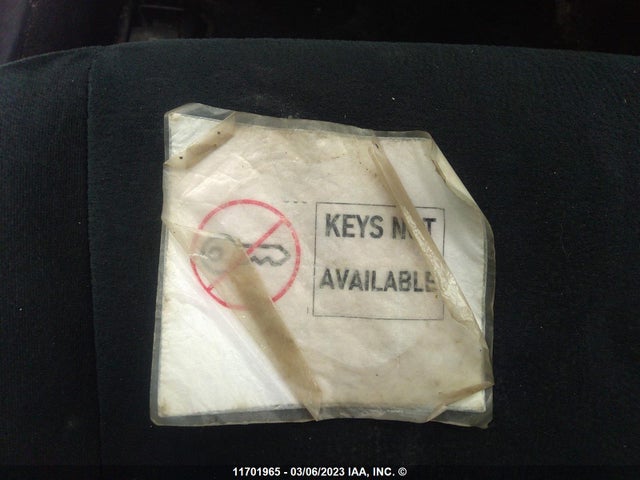 KEYS NOT
AVAILABLE
11701965 - 03/06/2023 IAA, INC. ©